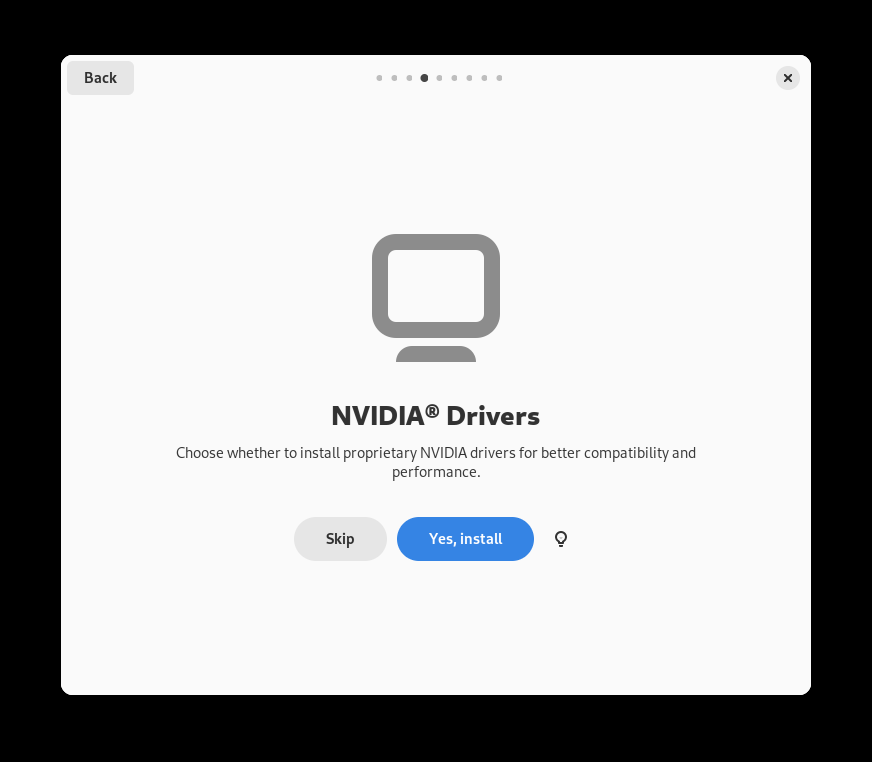 Back
NVIDIA® Drivers
Choose whether to install proprietary NVIDIA drivers for better compatibility and
performance.
Skip
Yes, install